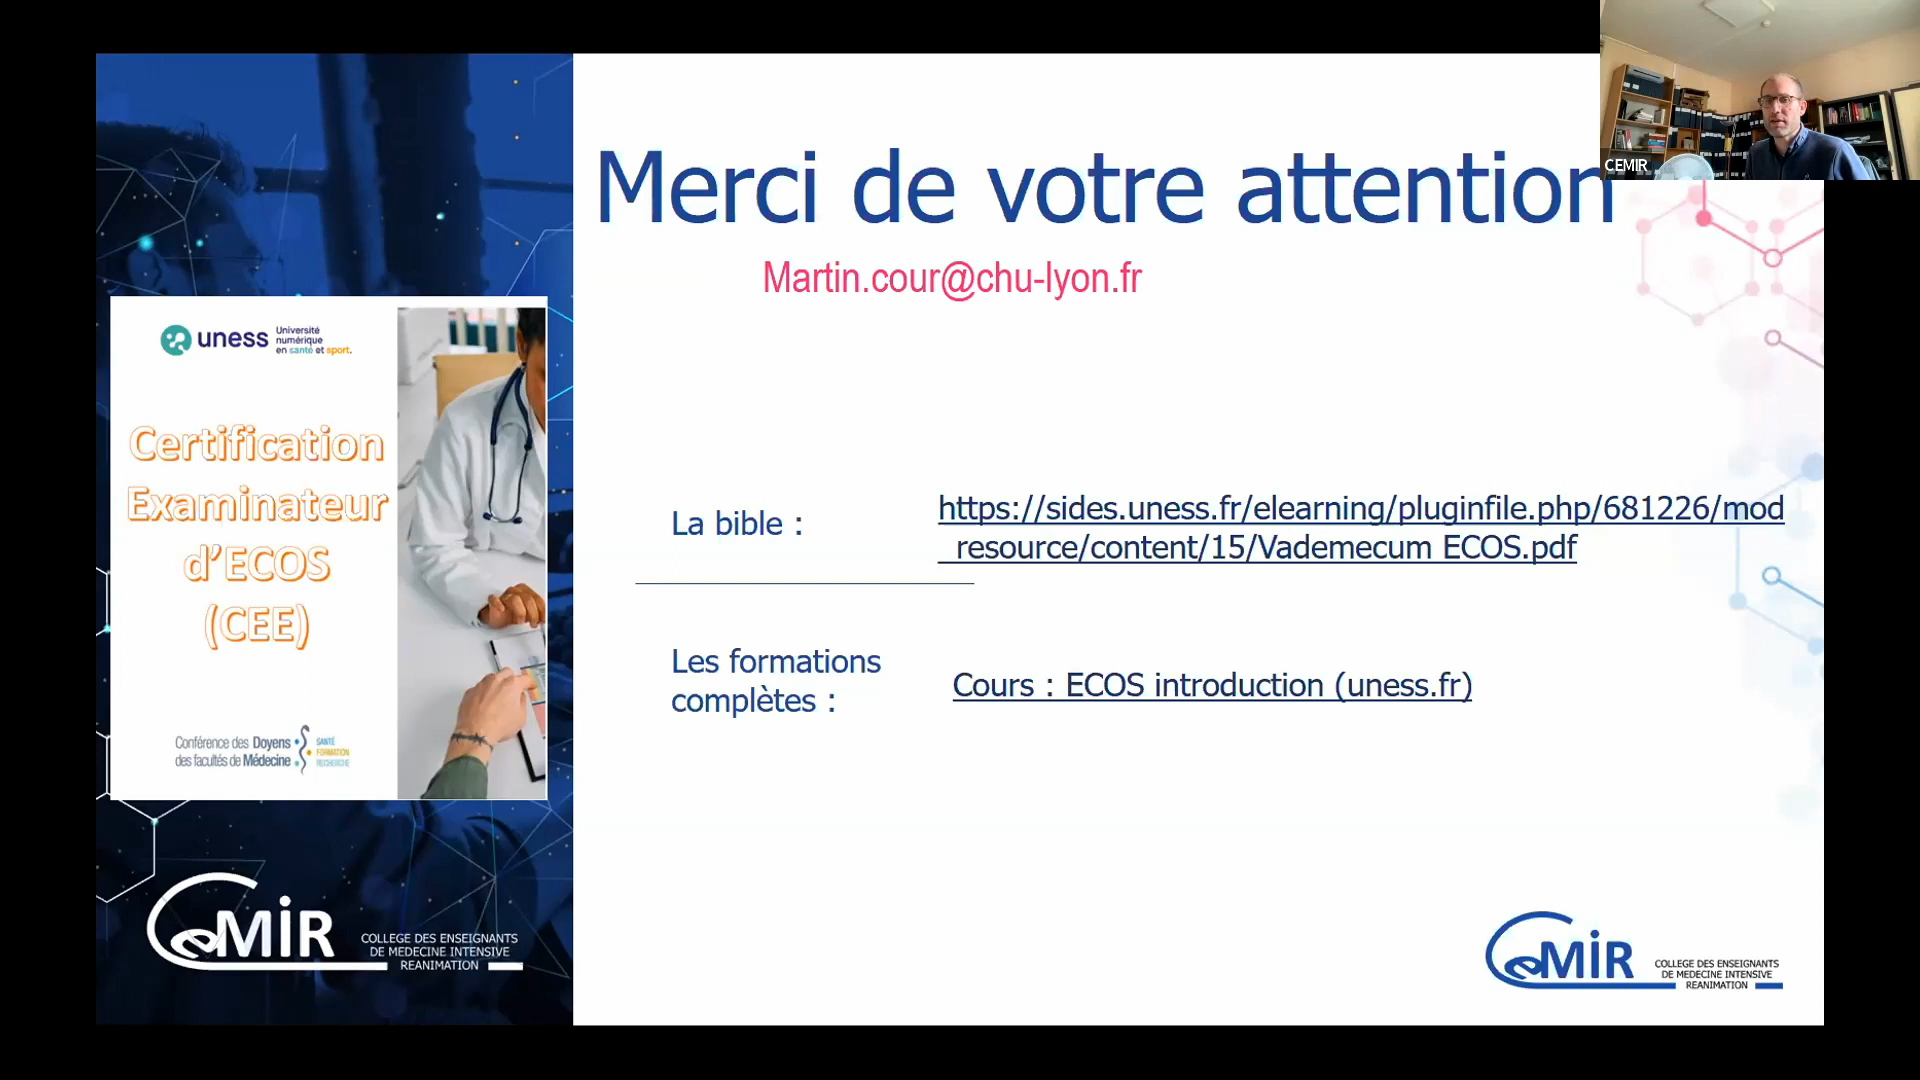 CEMIR
Merci de votre attention
Martin.cour@chu-lyon.fr
uness
Université
numérique
en santé et sport.
Certification
Examinateur
d'ECOS
(CEE)
Conférence des Doyens
des facultés de Médecine
SANTÉ
FORMATION
RECHERCHE
La bible :
https://sides.uness.fr/elearning/pluginfile.php/681226/mod
_resource/content/15/Vademecum ECOS.pdf
Les formations
complètes :
Cours : ECOS introduction (uness.fr)
CeMIR
COLLEGE DES ENSEIGNANTS
DE MEDECINE INTENSIVE
REANIMATION
CeMIR
COLLEGE DES ENSEIGNANTS
DE MEDECINE INTENSIVE
REANIMATION